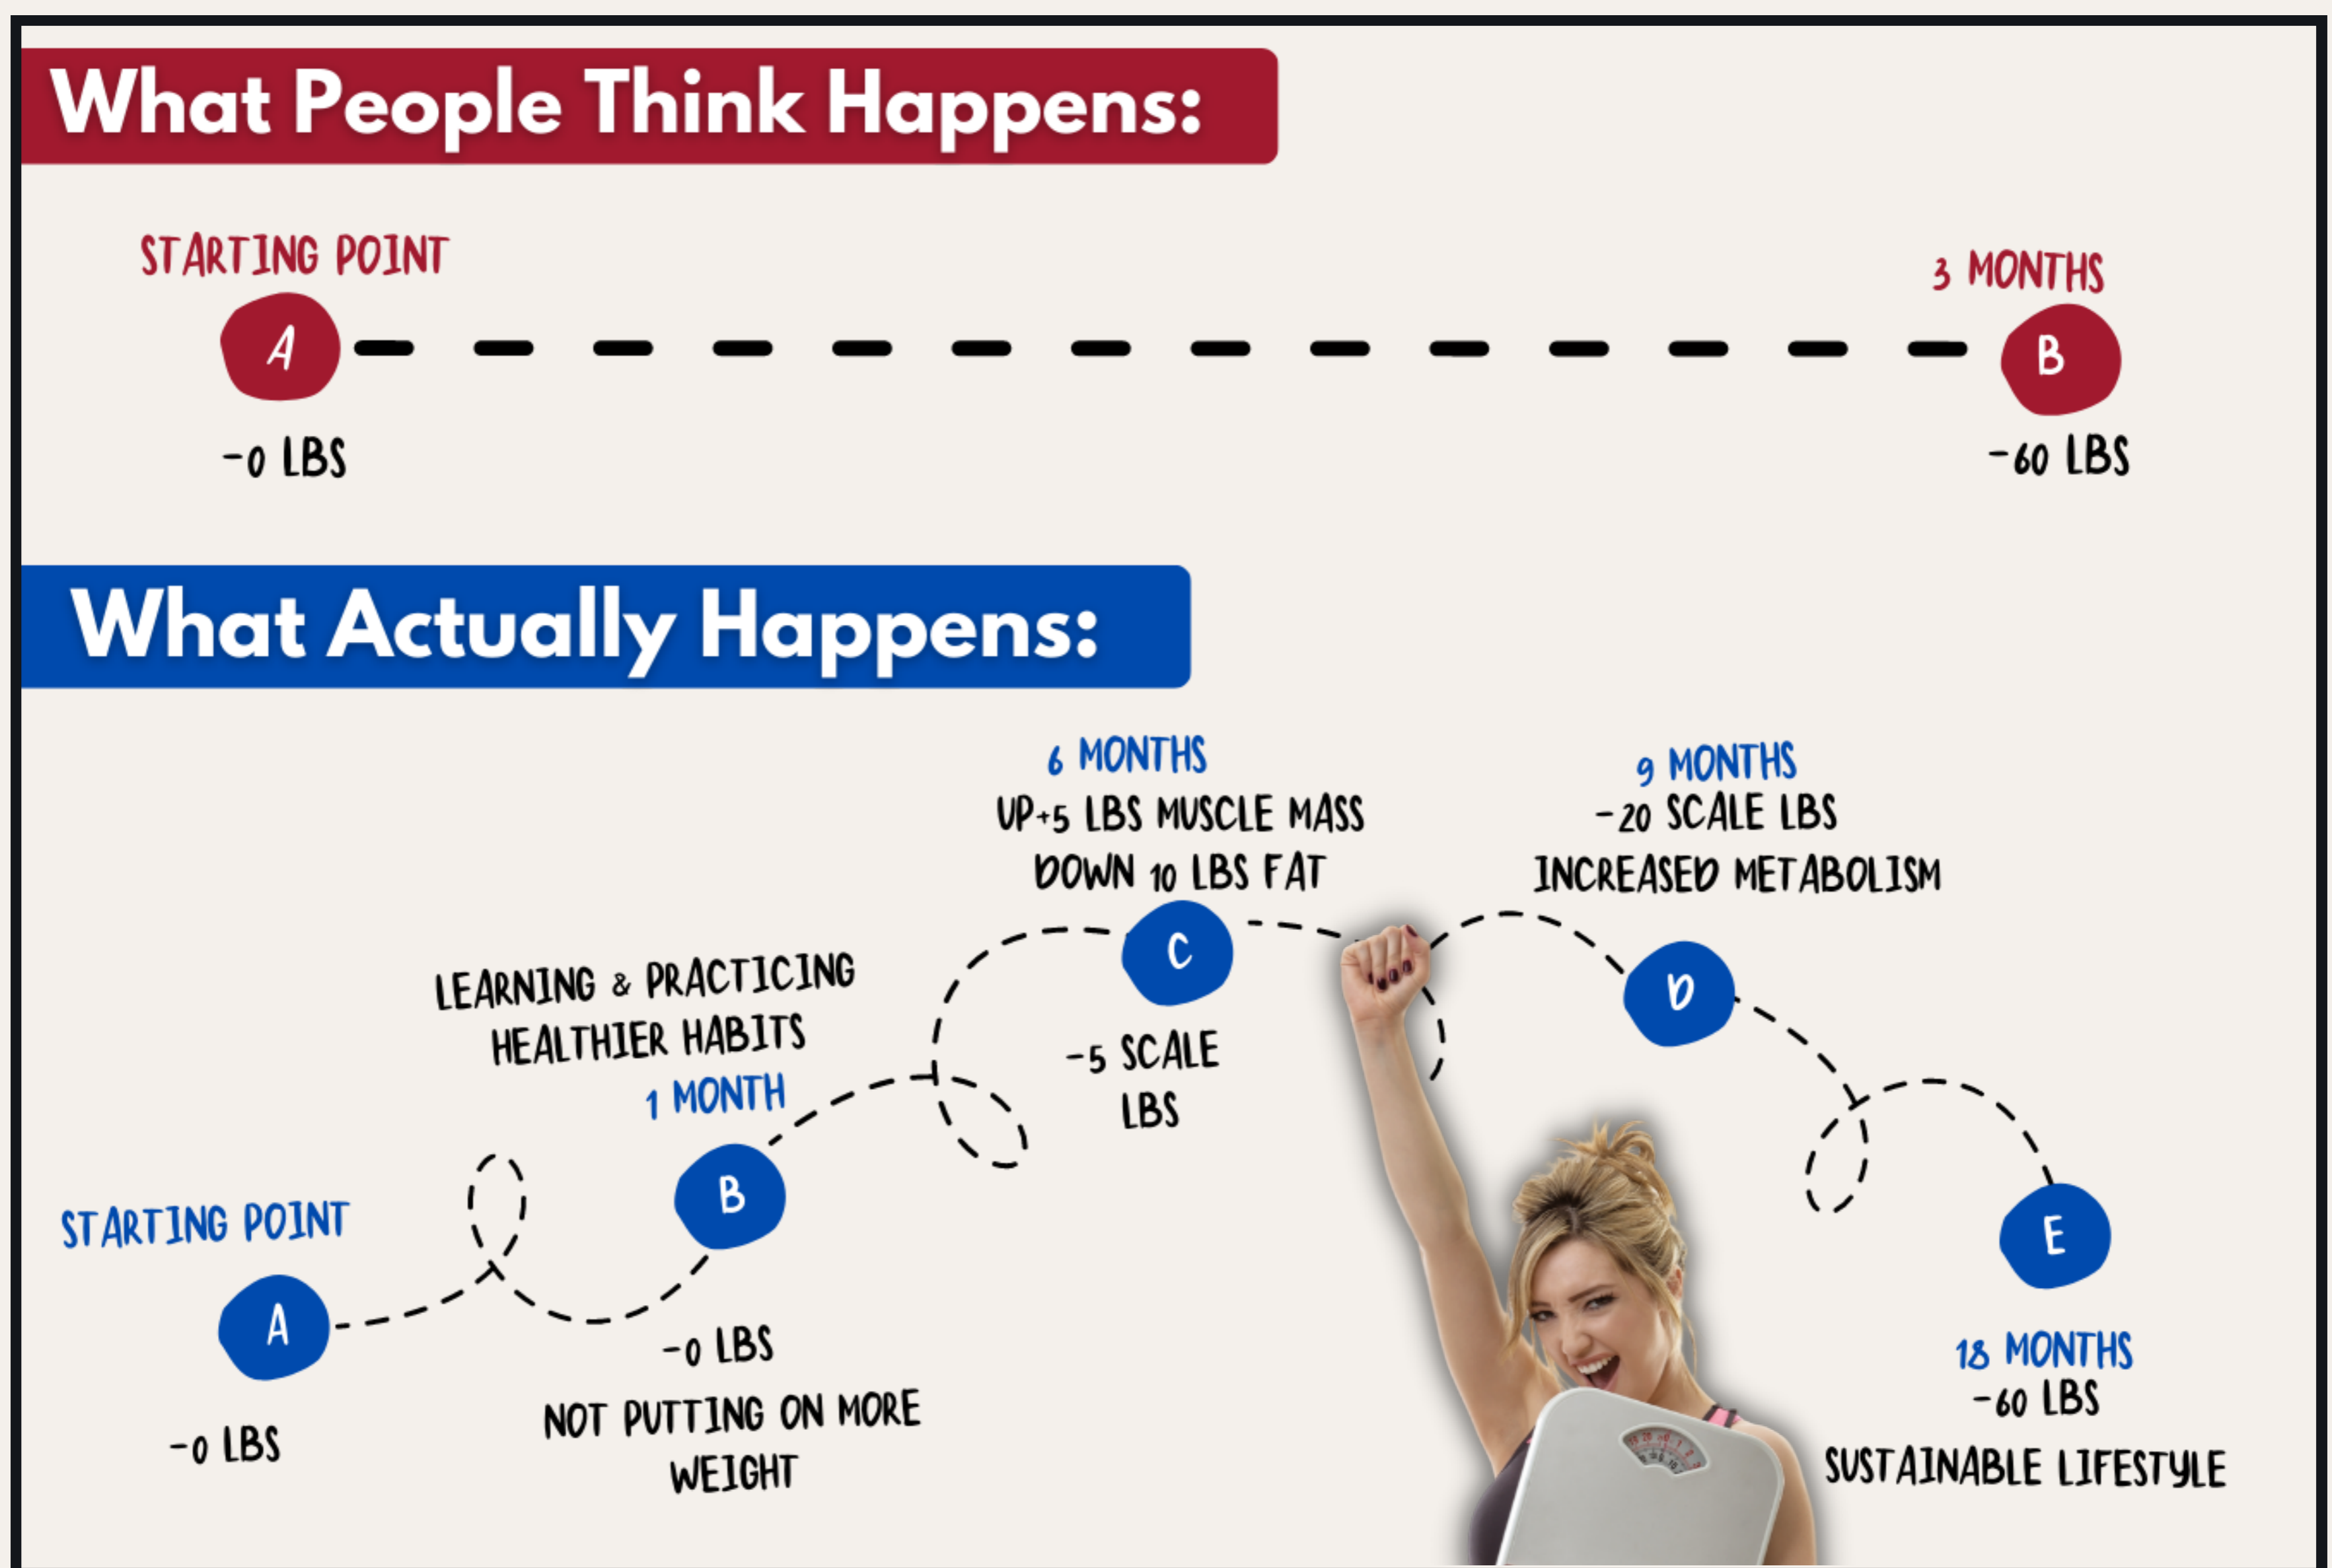 What People Think Happens:
STARTING POINT
A
-0 LBS
3 MONTHS
B
-60 LBS
What Actually Happens:
STARTING POINT
A
-0 LBS
LEARNING & PRACTICING
HEALTHIER HABITS
1 MONTH
B
-0 LBS
NOT PUTTING ON MORE
WEIGHT
6 MONTHS
UP+5 LBS MUSCLE MASS
DOWN 10 LBS FAT
C
-5 SCALE
LBS
9 MONTHS
-20 SCALE LBS
INCREASED METABOLISM
D
E
18 MONTHS
-60 LBS
SUSTAINABLE LIFESTYLE